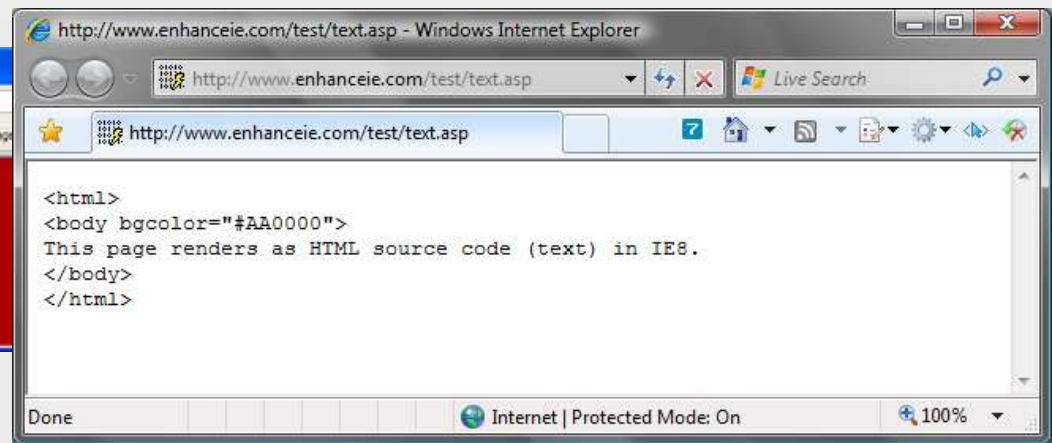 http://www.enhanceie.com/test/text.asp - Windows Internet Explorer
http://www.enhanceie.com/test/text.asp
Live Search
http://www.enhanceie.com/test/text.asp
<html>
<body bgcolor="#AA0000">
This page renders as HTML source code (text) in IE8.
</body>
</html>
Done
Internet | Protected Mode: On
100%